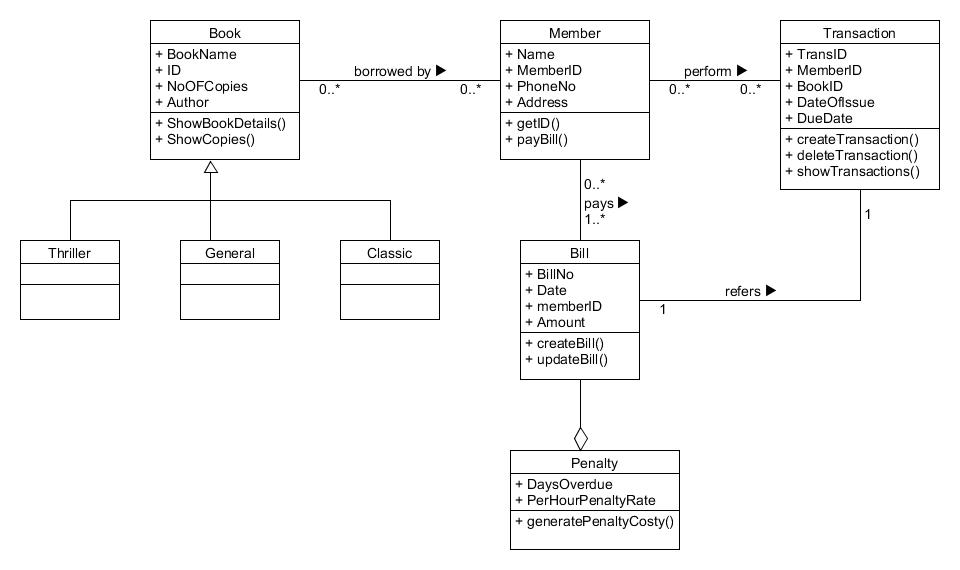 Book
+ BookName
+ ID
+ NoOFCopies
+ Author
+ ShowBookDetails()
+ ShowCopies()
borrowed by ▶
0..*
0..*
Member
+ Name
+ MemberID
+ PhoneNo
+ Address
+ getID()
+ payBill()
perform ▶
0..*
0..*
Transaction
+ TransID
+ MemberID
+ BookID
+ DateOfIssue
+ DueDate
+ createTransaction()
+ deleteTransaction()
+ showTransactions()
0..*
pays ▶
1..*
1
Thriller
General
Classic
Bill
+ BillNo
+ Date
+ memberID
+ Amount
+ createBill()
+ updateBill()
refers ▶
1
Penalty
+ DaysOverdue
+ PerHourPenaltyRate
+ generatePenaltyCosty()